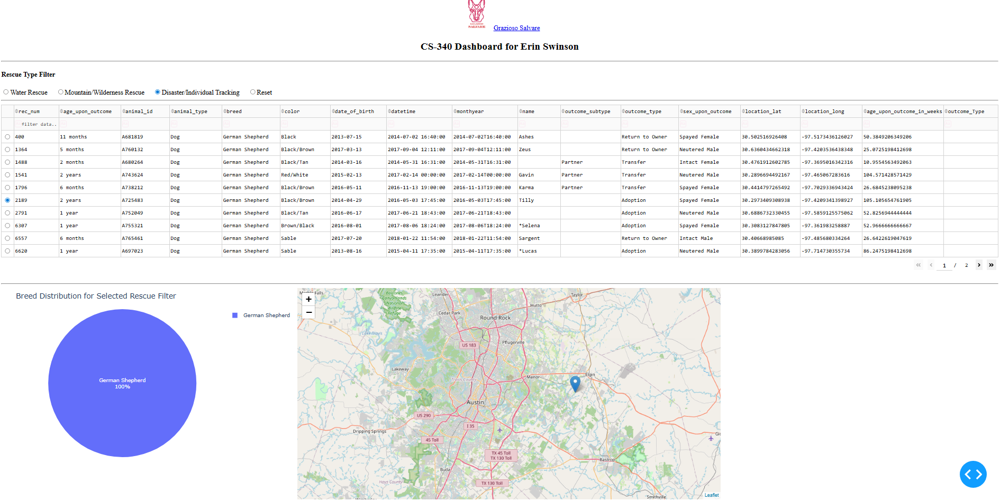 GRAZIOSO
SALVARE
Grazioso Salvare
CS-340 Dashboard for Erin Swinson
Rescue Type Filter
Water Rescue Mountain/Wilderness Rescue Disaster/Individual Tracking Reset
rec_num age_upon_outcome animal_id animal_type breed color date_of_birth datetime monthyear name outcome_subtype outcome_type sex_upon_outcome location_lat location_long age_upon_outcome_in_weeks outcome_Type
filter data..
400 11 months A681819 Dog German Shepherd Black 2013-07-15 2014-07-02 16:40:00 2014-07-02T16:40:00 Ashes Return to Owner Spayed Female 30.502516926408 -97.5173436126027 50.3849206349206
1364 5 months A760132 Dog German Shepherd Black/Brown 2017-03-13 2017-09-04 12:11:00 2017-09-04T12:11:00 Zeus Return to Owner Neutered Male 30.6360434662318 -97.4203536438348 25.0725198412698
1488 2 months A680264 Dog German Shepherd Black/Tan 2014-03-16 2014-05-31 16:31:00 2014-05-31T16:31:00 Partner Transfer Intact Female 30.4761912602785 -97.3695016342316 10.9554563492063
1541 2 years A743624 Dog German Shepherd Red/White 2015-02-13 2017-02-14 00:00:00 2017-02-14T00:00:00 Gavin Partner Transfer Neutered Male 30.2896694492167 -97.465067283616 104.571428571429
1796 6 months A738212 Dog German Shepherd Black/Brown 2016-05-11 2016-11-13 19:00:00 2016-11-13T19:00:00 Karma Partner Transfer Spayed Female 30.4414797265492 -97.7029336943424 26.6845238095238
2189 2 years A725483 Dog German Shepherd Black/Brown 2014-04-29 2016-05-03 17:45:00 2016-05-03T17:45:00 Tilly Adoption Spayed Female 30.2973409308938 -97.4209341398927 105.105654761905
2791 1 year A752049 Dog German Shepherd Black/Tan 2016-06-17 2017-06-21 18:43:00 2017-06-21T18:43:00 Adoption Neutered Male 30.6886732330455 -97.5859125575062 52.8256944444444
6307 1 year A755321 Dog German Shepherd Brown/Black 2016-08-01 2017-08-06 18:24:00 2017-08-06T18:24:00 *Selena Adoption Spayed Female 30.3083127847805 -97.361983258887 52.9666666666667
6557 6 months A765461 Dog German Shepherd Sable 2017-07-20 2018-01-22 11:54:00 2018-01-22T11:54:00 Sargent Return to Owner Intact Male 30.40668985085 -97.485680334264 26.6422619047619
6620 1 year A697023 Dog German Shepherd Sable 2013-08-16 2015-04-11 17:35:00 2015-04-11T17:35:00 *Lucas Adoption Neutered Male 30.3899784283056 -97.714730355734 86.2475198412698
1 / 2
Breed Distribution for Selected Rescue Filter
German Shepherd
German Shepherd
100%
+
−
Balcones
Canyonlands
National
Wildlife
Refuge
Leander
Taylor
Hutto
Cedar Park
Round Rock
Lake Travis
US 183
Pflugerville
Lakeway
Travis County
Manor
Elgin
Austin
US 290
I 35
Dripping Springs
45 Toll
TX 45 Toll
TX 130 Toll
Bastrop
Buda
Hays County
TX 130 Toll
Smithville
Leaflet